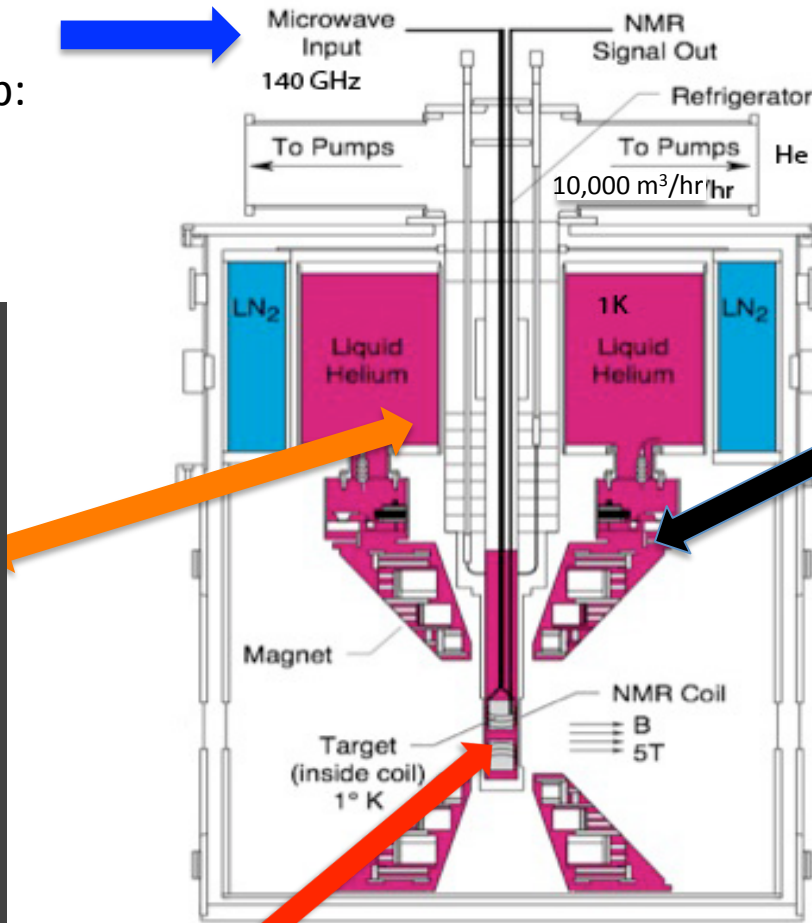 Microwave
Input
140 GHz
NMR
Signal Out
Refrigerator
To Pumps
To Pumps
He
10,000 m³/hr/hr
LN₂
Liquid
Helium
1K
Liquid
Helium
LN₂
Magnet
NMR Coil
Target
(inside coil)
1° K
B
5T